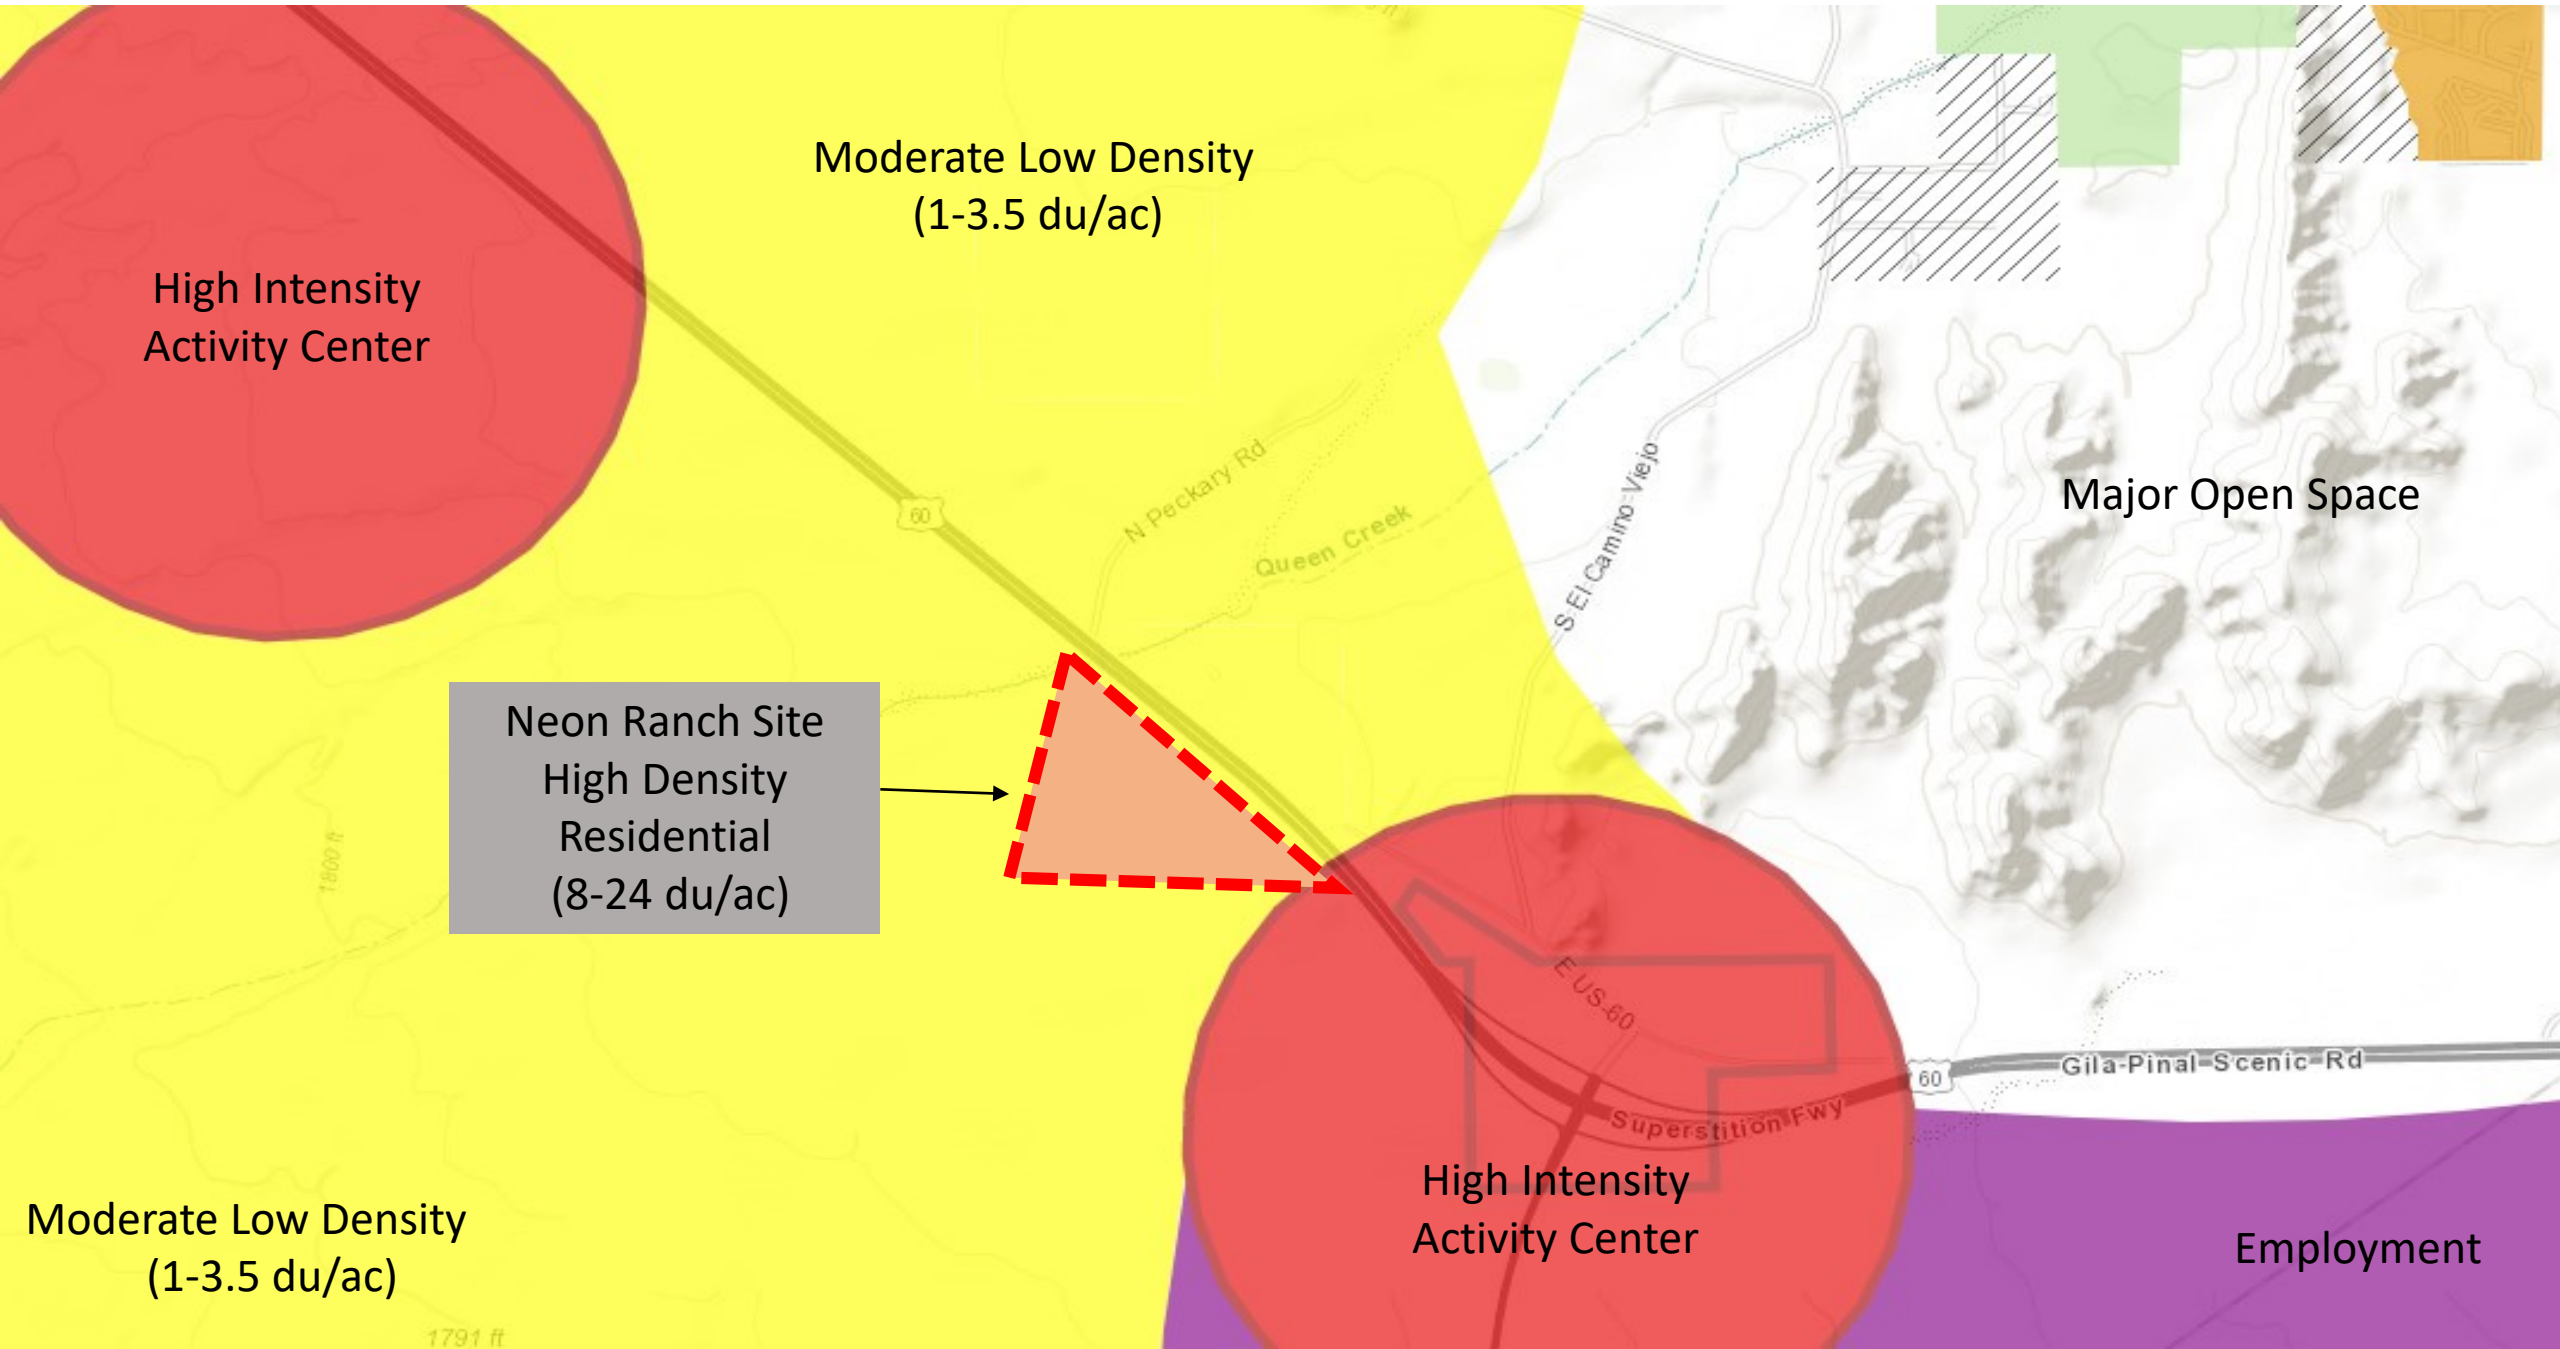 Moderate Low Density
(1-3.5 du/ac)
High Intensity
Activity Center
Major Open Space
60
N Peckary Rd
Queen Creek
S El Camino Viejo
Neon Ranch Site
High Density
Residential
(8-24 du/ac)
1800 ft
E US-60
60
Gila-Pinal Scenic Rd
Superstition Fwy
High Intensity
Activity Center
Employment
Moderate Low Density
(1-3.5 du/ac)
1791 ft